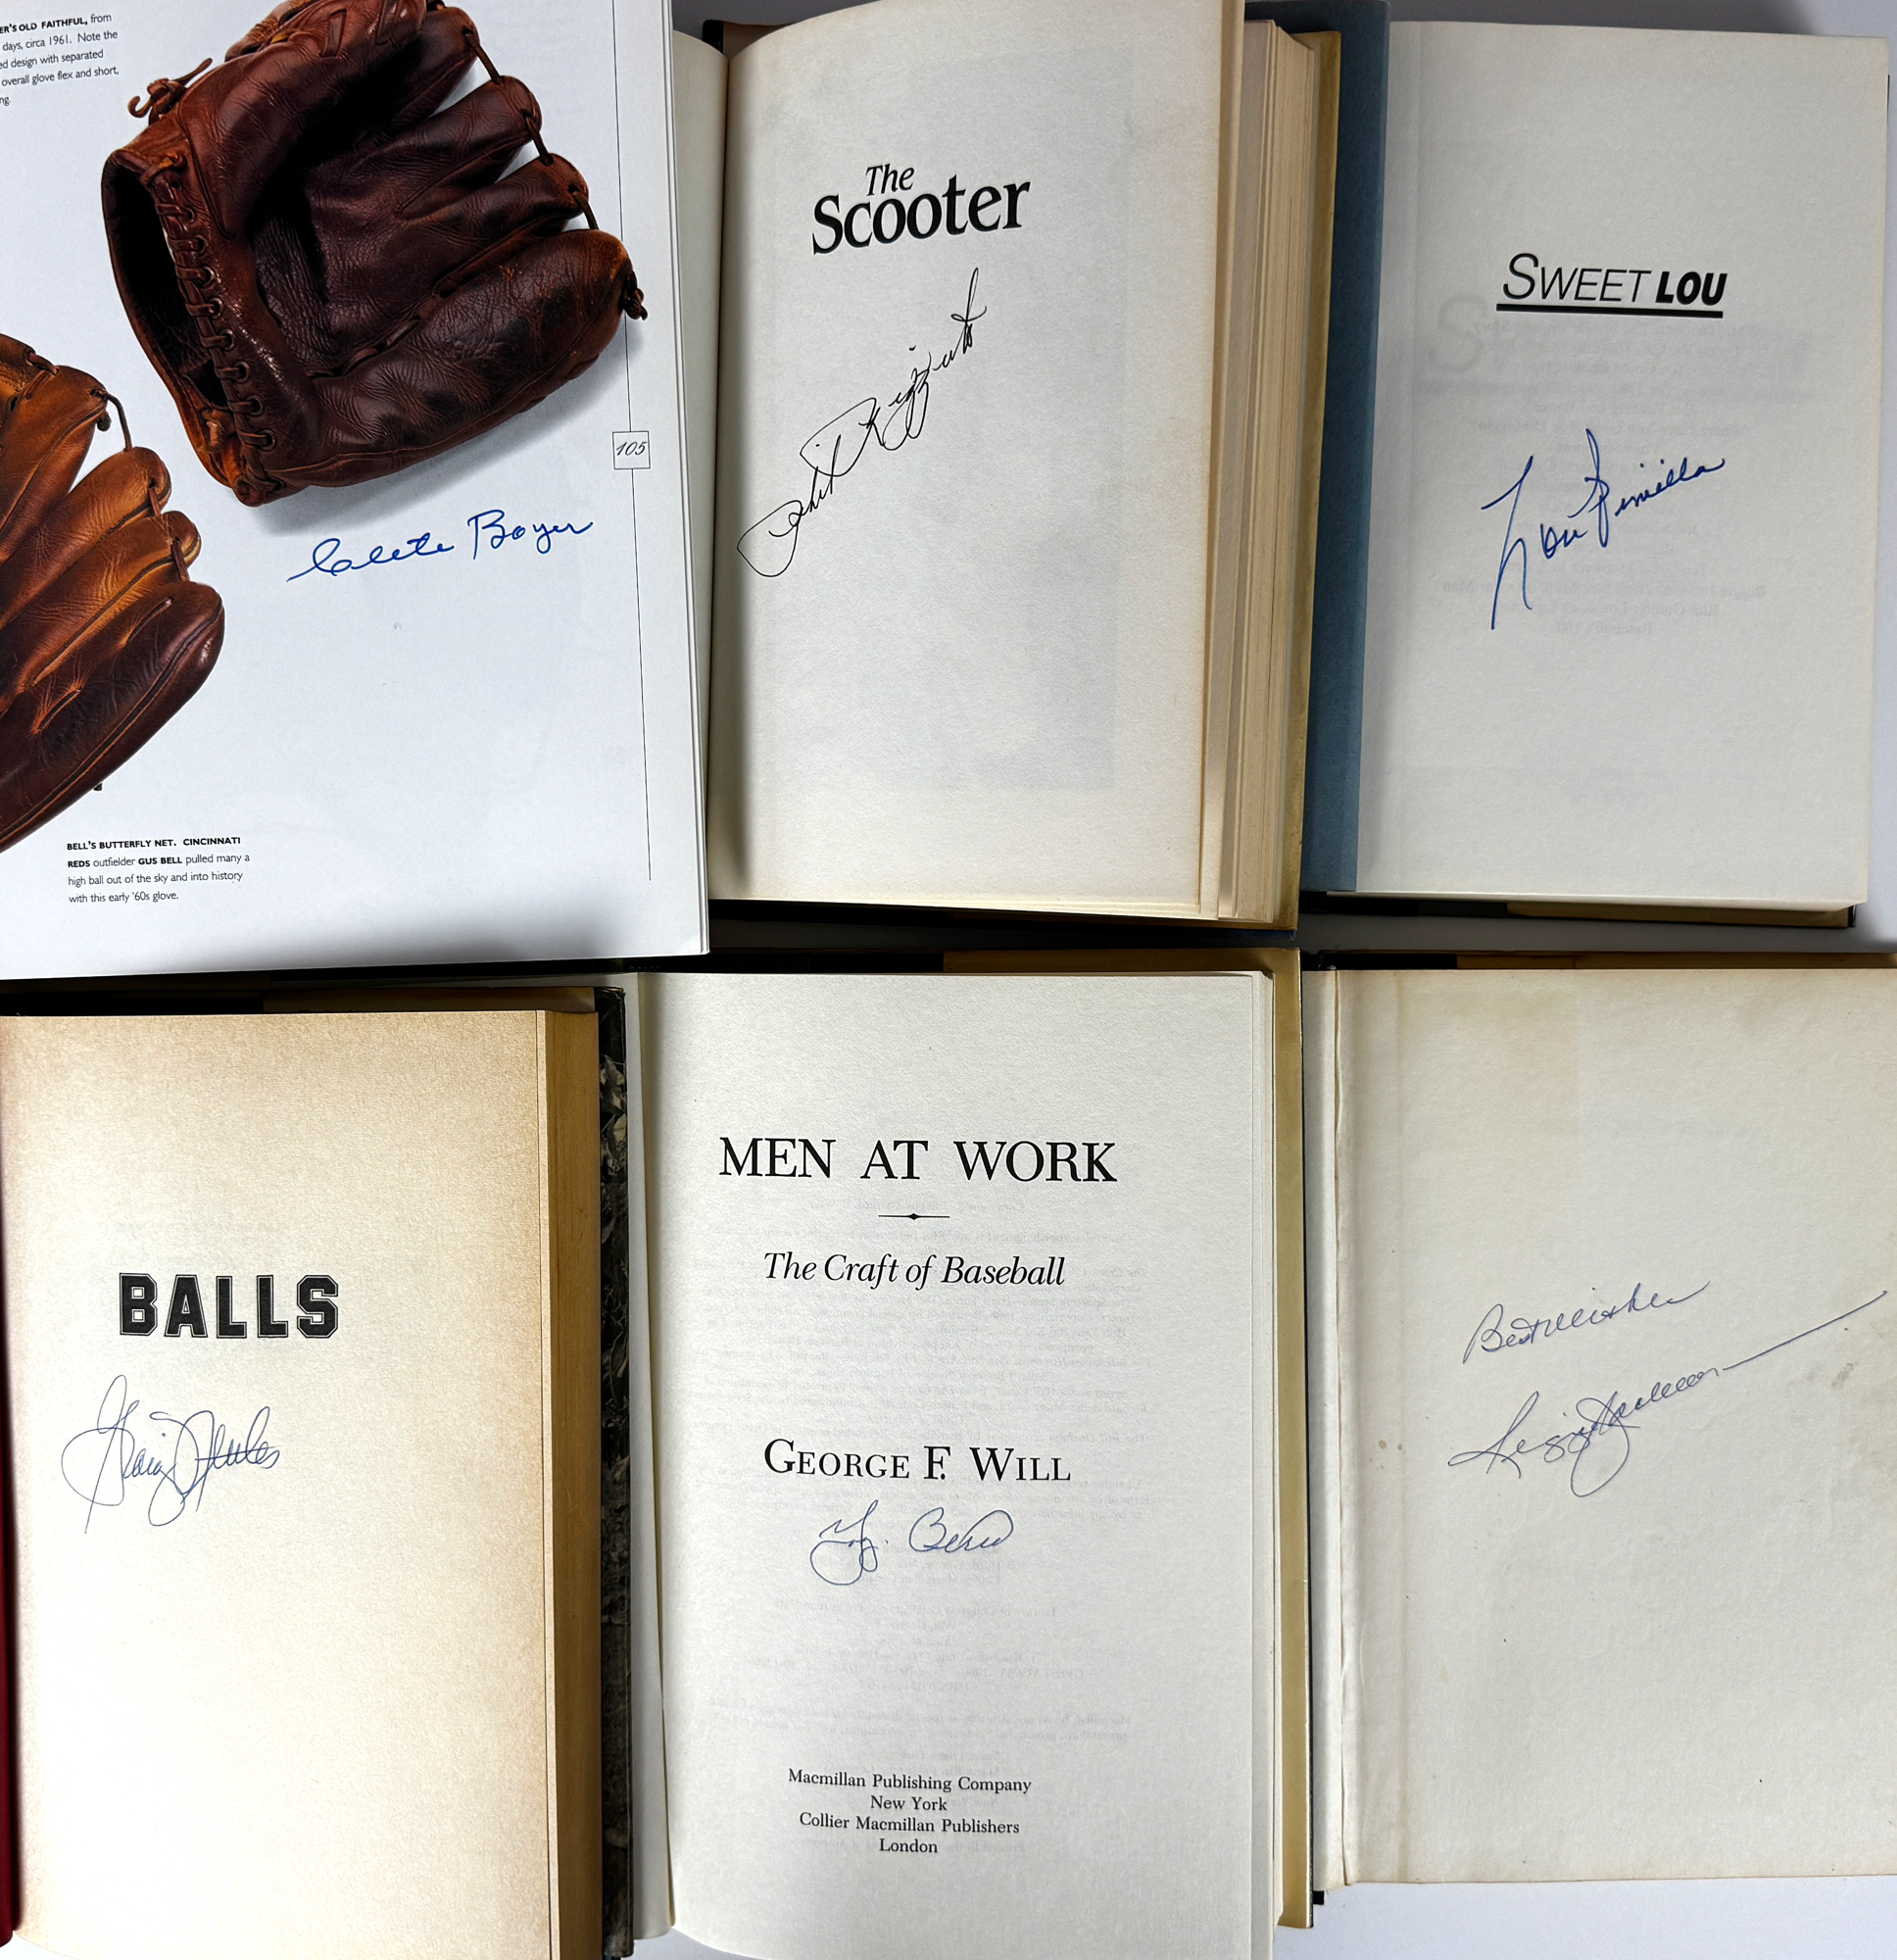 ER'S OLD FAITHFUL, from
days, circa 1961. Note the
ed design with separated
overall glove flex and short,
ng.
105
Clete Boyer
BELL'S BUTTERFLY NET. CINCINNATI
REDS outfielder GUS BELL pulled many a
high ball out of the sky and into history
with this early '60s glove.
The
Scooter
Phil Rizzuto
SWEET LOU
Lou Piniella
BALLS
Graig Nettles
MEN AT WORK
The Craft of Baseball
GEORGE F. WILL
Yogi Berra
Macmillan Publishing Company
New York
Collier Macmillan Publishers
London
Best Wishes
Reggie Jackson